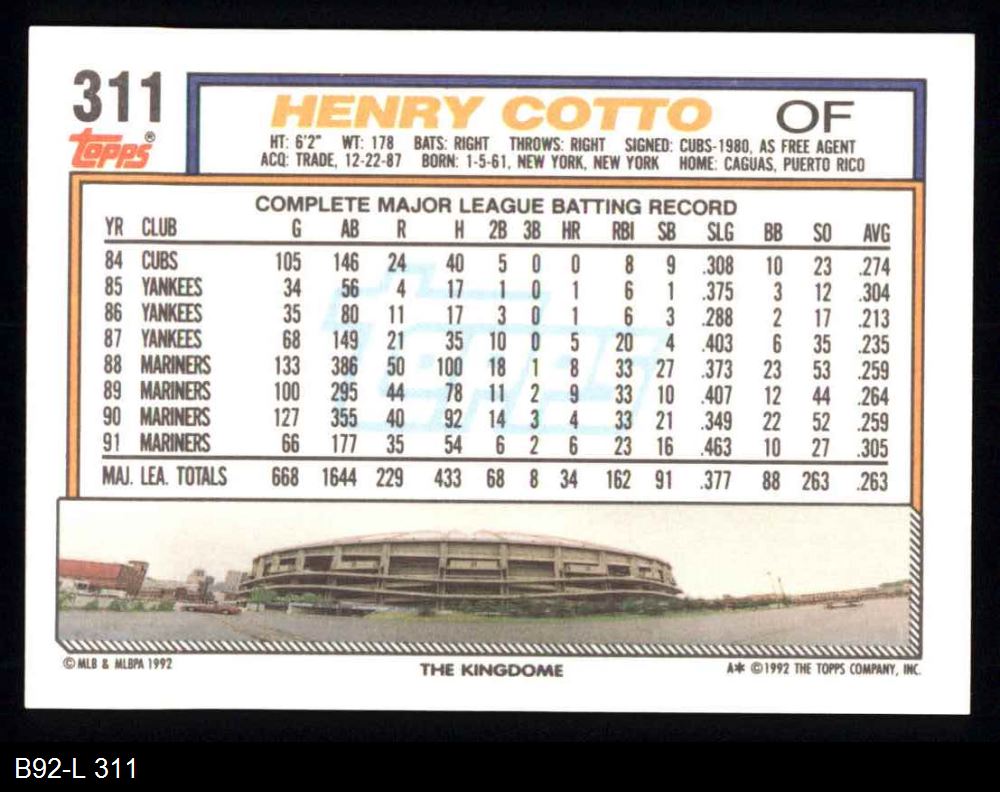 311
topps®
HENRY COTTO OF
HT: 6'2" WT: 178 BATS: RIGHT THROWS: RIGHT SIGNED: CUBS-1980, AS FREE AGENT
ACQ: TRADE, 12-22-87 BORN: 1-5-61, NEW YORK, NEW YORK HOME: CAGUAS, PUERTO RICO
COMPLETE MAJOR LEAGUE BATTING RECORD
YR CLUB G AB R H 2B 3B HR RBI SB SLG BB SO AVG
84 CUBS 105 146 24 40 5 0 0 8 9 .308 10 23 .274
85 YANKEES 34 56 4 17 1 0 1 6 1 .375 3 12 .304
86 YANKEES 35 80 11 17 3 0 1 6 3 .288 2 17 .213
87 YANKEES 68 149 21 35 10 0 5 20 4 .403 6 35 .235
88 MARINERS 133 386 50 100 18 1 8 33 27 .373 23 53 .259
89 MARINERS 100 295 44 78 11 2 9 33 10 .407 12 44 .264
90 MARINERS 127 355 40 92 14 3 4 33 21 .349 22 52 .259
91 MARINERS 66 177 35 54 6 2 6 23 16 .463 10 27 .305
MAJ. LEA. TOTALS 668 1644 229 433 68 8 34 162 91 .377 88 263 .263
topps
© MLB & MLBPA 1992
THE KINGDOME
A* © 1992 THE TOPPS COMPANY, INC.
B92-L 311